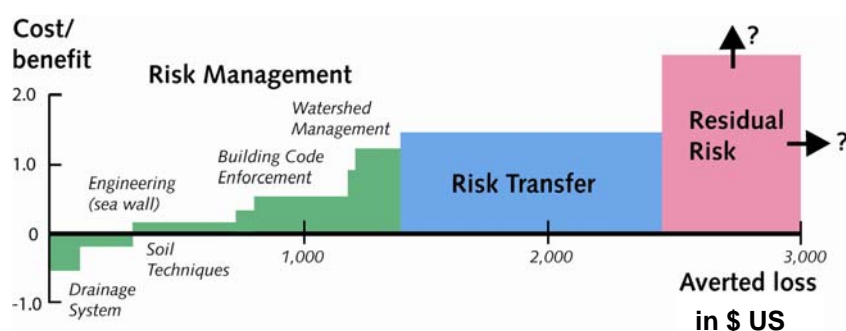 Cost/
benefit
Risk Management
2.0
Watershed
Management
Building Code
Enforcement
1.0
Engineering
(sea wall)
Risk Transfer
Residual
Risk
?
?
0
Soil
Techniques
1,000
2,000
3,000
Drainage
System
-1.0
Averted loss
in $ US